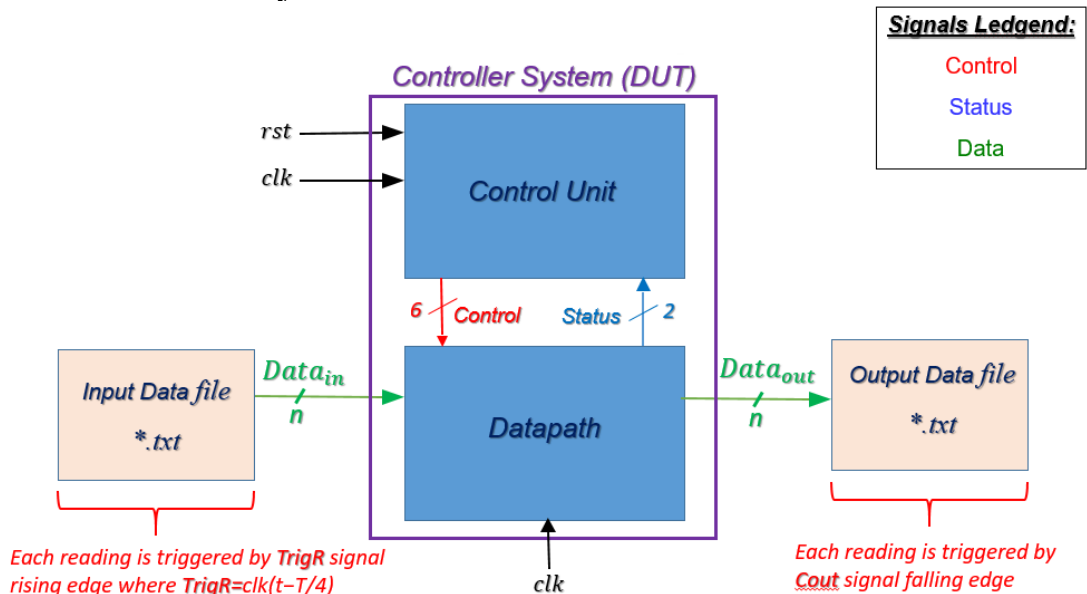 Signals Ledgend:
Control
Status
Data
Controller System (DUT)
rst
clk
Control Unit
6
Control
Status
2
Input Data file
*.txt
Data_in
n
Datapath
Data_out
n
Output Data file
*.txt
Each reading is triggered by TrigR signal
rising edge where TrigR=clk(t−T/4)
clk
Each reading is triggered by
Cout signal falling edge